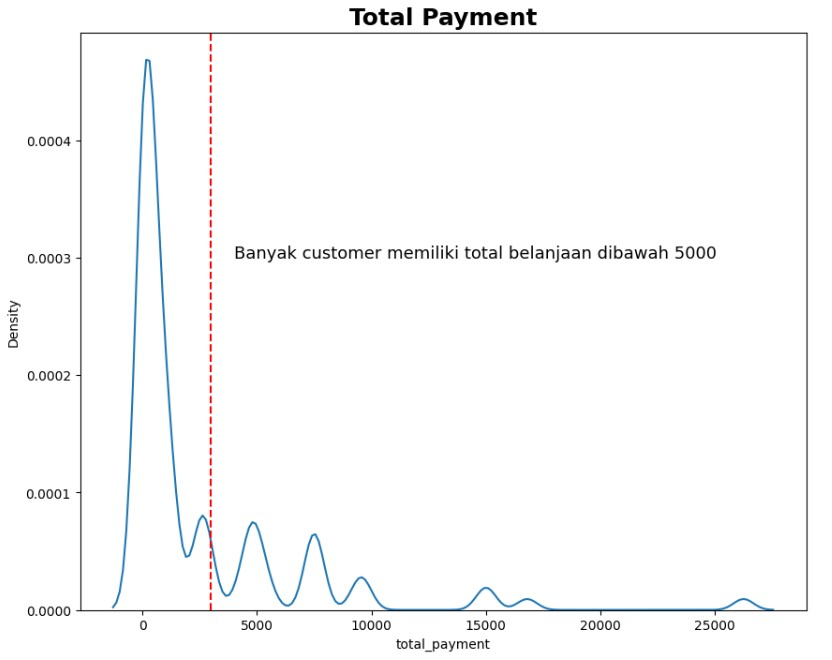 Total Payment
0.0004
Banyak customer memiliki total belanjaan dibawah 5000
0.0003
Density
0.0002
0.0001
0.0000
0 5000 10000 15000 20000 25000
total_payment